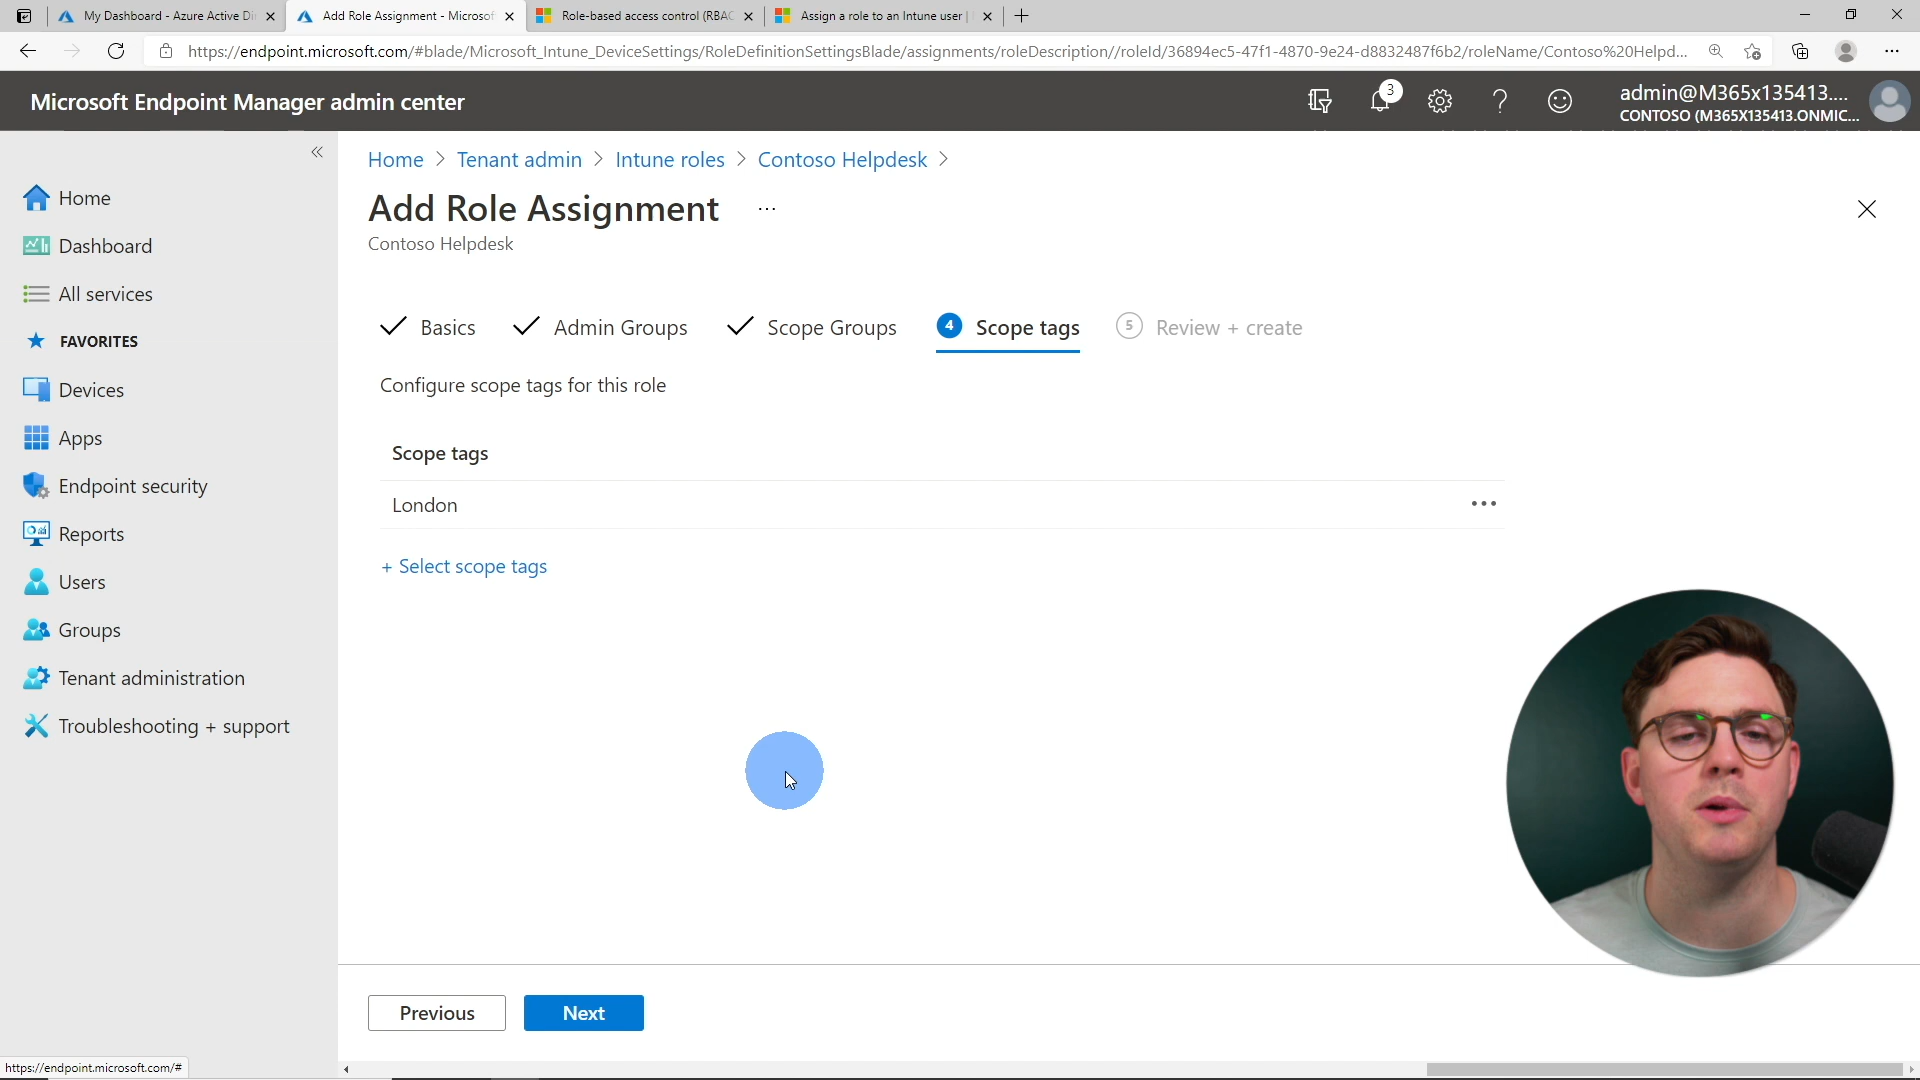 My Dashboard - Azure Active Di
Add Role Assignment - Microsof
Role-based access control (RBAC
Assign a role to an Intune user |
https://endpoint.microsoft.com/#blade/Microsoft_Intune_DeviceSettings/RoleDefinitionSettingsBlade/assignments/roleDescription//roleId/36894ec5-47f1-4870-9e24-d8832487f6b2/roleName/Contoso%20Helpd...
Microsoft Endpoint Manager admin center
3
admin@M365x135413....
CONTOSO (M365X135413.ONMIC...
Home > Tenant admin > Intune roles > Contoso Helpdesk >
Add Role Assignment ...
Contoso Helpdesk
Home
Dashboard
All services
FAVORITES
Devices
Apps
Endpoint security
Reports
Users
Groups
Tenant administration
Troubleshooting + support
Basics
Admin Groups
Scope Groups
4 Scope tags
5 Review + create
Configure scope tags for this role
Scope tags
London
+ Select scope tags
Previous
Next
https://endpoint.microsoft.com/#